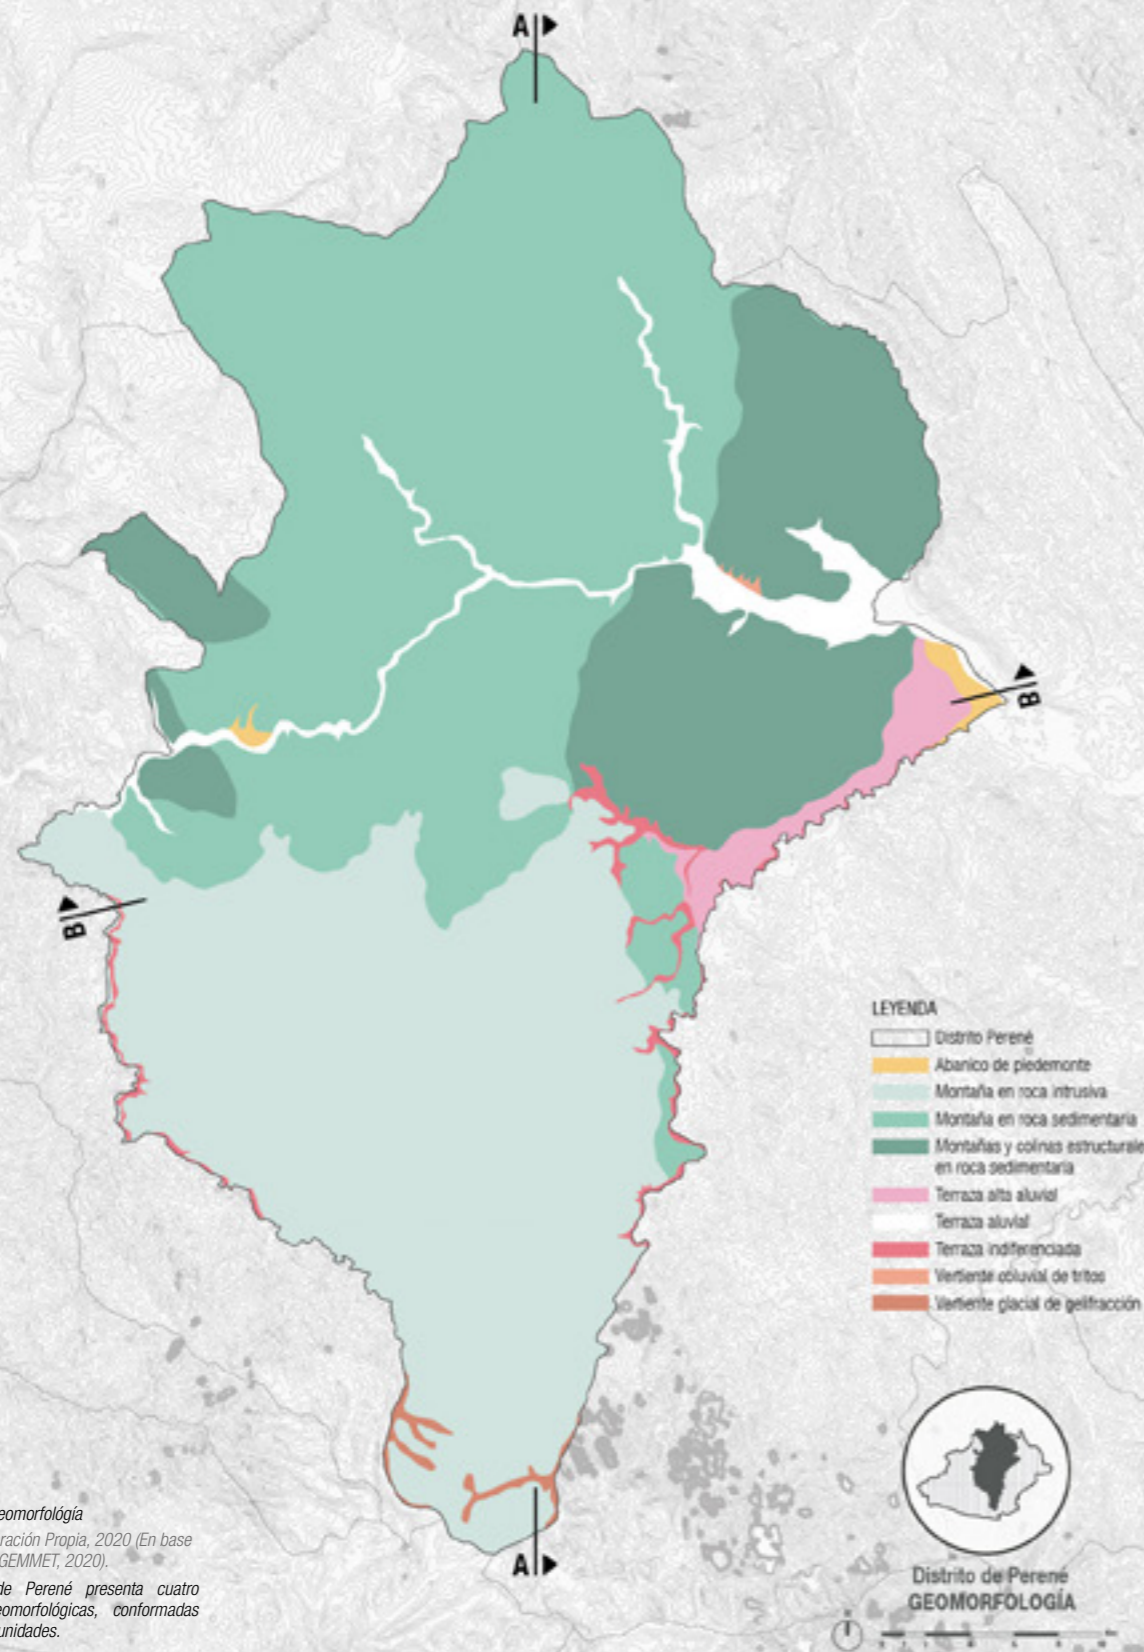 A
B
B
LEYENDA
Distrito Perené
Abanico de piedemonte
Montaña en roca intrusiva
Montaña en roca sedimentaria
Montañas y colinas estructurale
en roca sedimentaria
Terraza alta aluvial
Terraza aluvial
Terraza indiferenciada
Vertiente coluvial de tritos
Vertiente glacial de gelifracción
A
eomorfológía
ración Propia, 2020 (En base
GEMMET, 2020).
de Perené presenta cuatro
eomorfológicas, conformadas
unidades.
Distrito de Perené
GEOMORFOLOGÍA